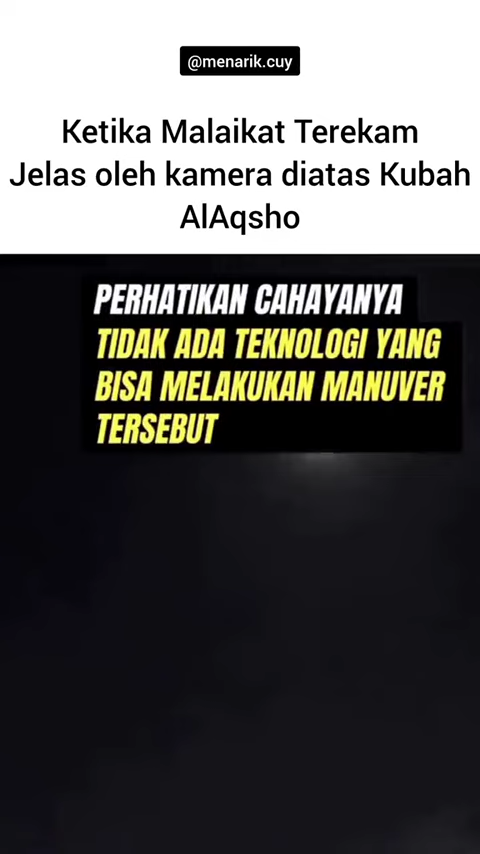 @menarik.cuy
Ketika Malaikat Terekam
Jelas oleh kamera diatas Kubah
AlAqsho
PERHATIKAN CAHAYANYA
TIDAK ADA TEKNOLOGI YANG
BISA MELAKUKAN MANUVER
TERSEBUT